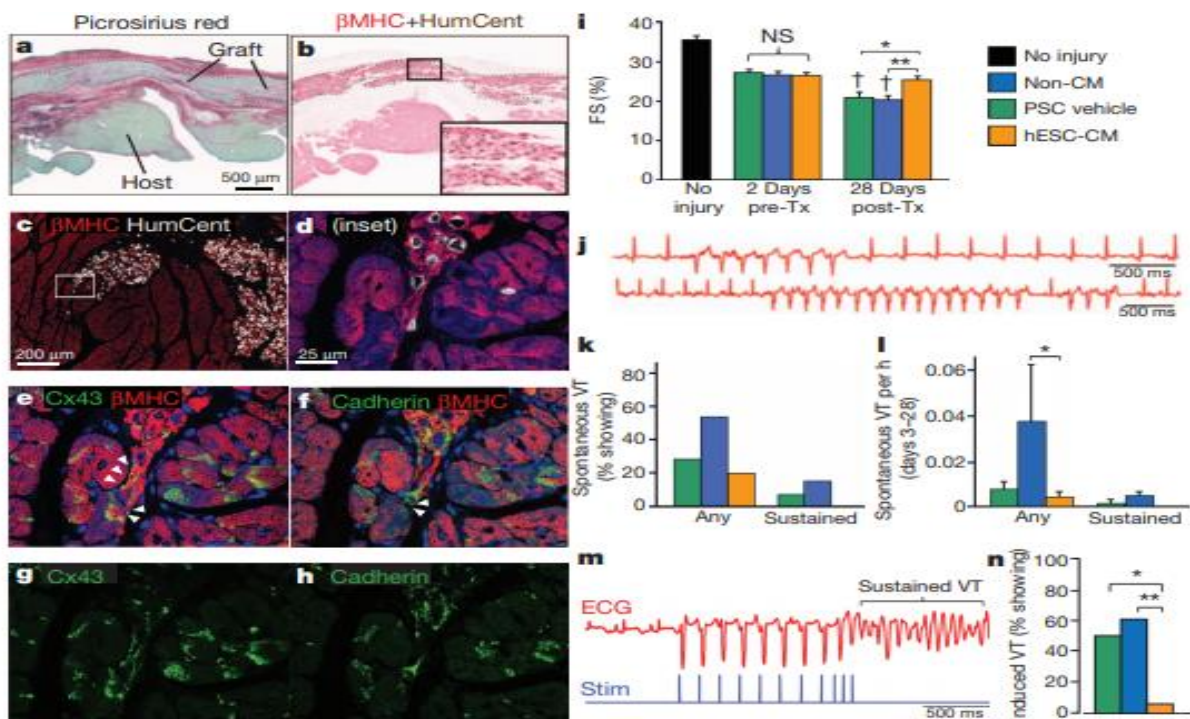 Picrosirius red
βMHC+HumCent
a
Graft
Host
500 μm
b
c βMHC HumCent
200 μm
d (inset)
25 μm
e Cx43 βMHC
f Cadherin βMHC
g Cx43
h Cadherin
i
FS (%)
40
30
20
10
0
NS
*
**
†
†
No injury
2 Days pre-Tx
28 Days post-Tx
No injury
Non-CM
PSC vehicle
hESC-CM
j
500 ms
500 ms
k
Spontaneous VT
(% showing)
80
60
40
20
0
Any
Sustained
l
Spontaneous VT per h
(days 3–28)
0.06
0.04
0.02
0
*
Any
Sustained
m
ECG
Sustained VT
Stim
500 ms
n
nduced VT (% showing)
100
80
60
40
20
0
*
**